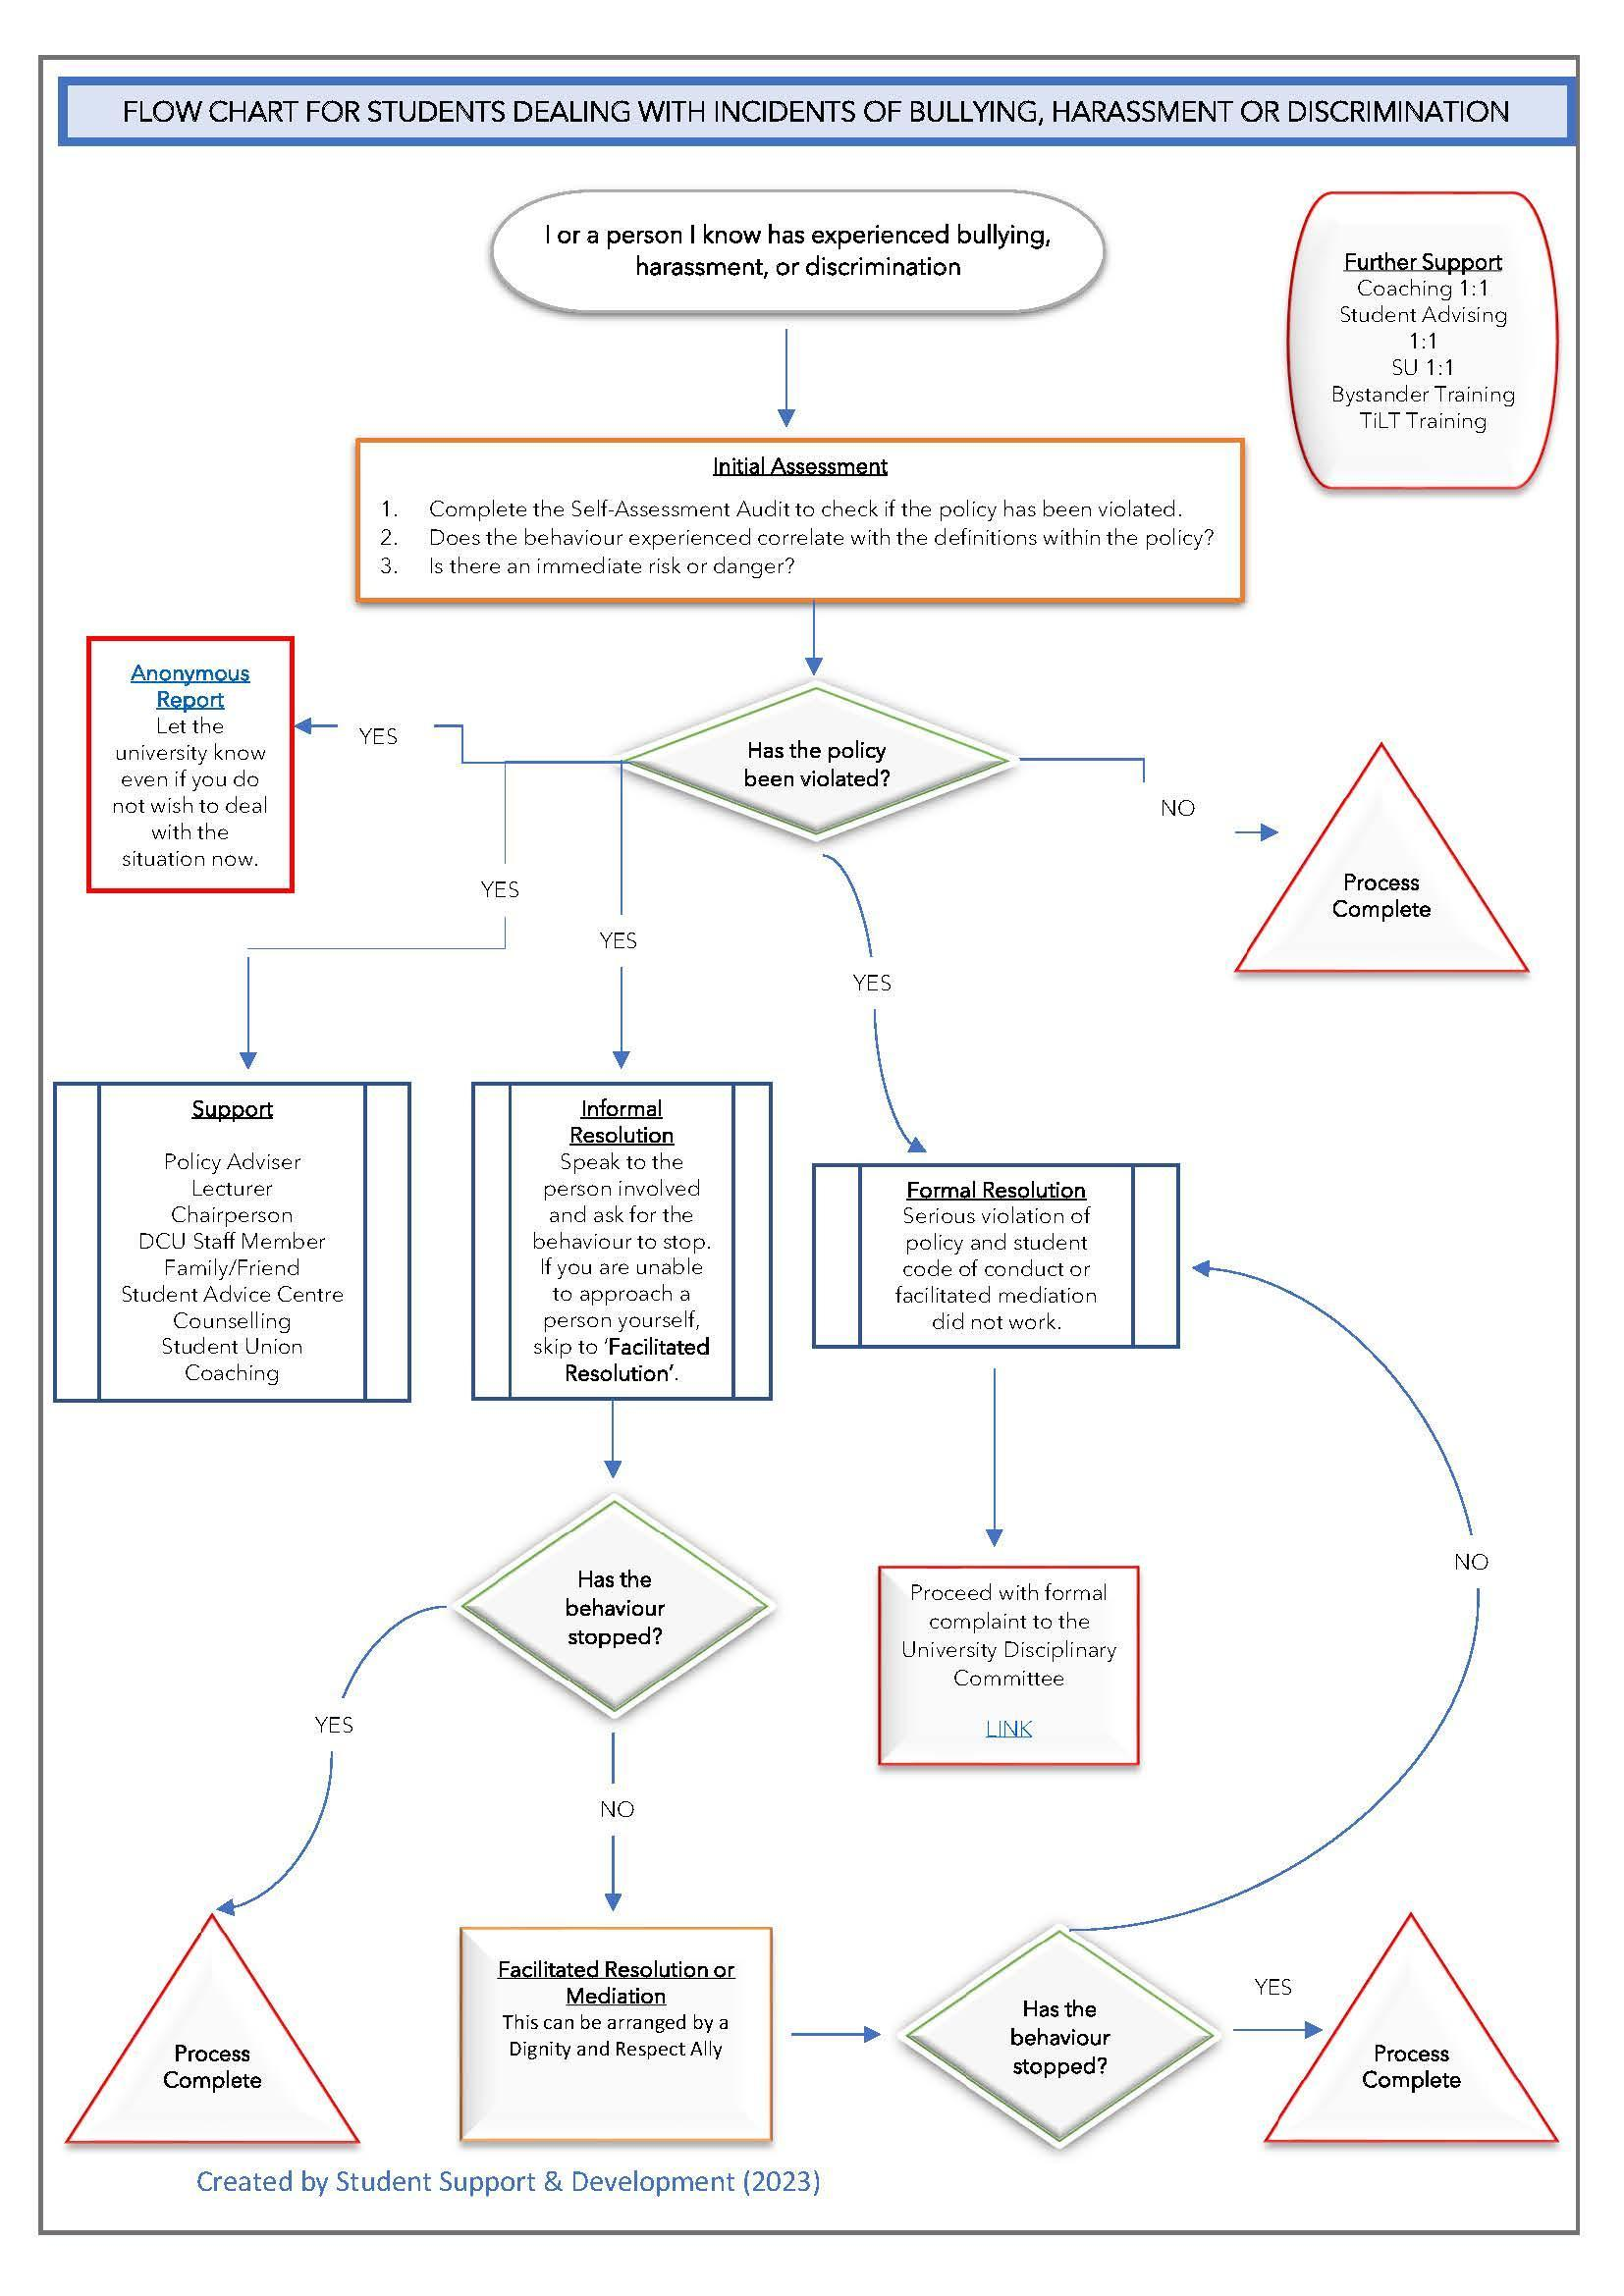 FLOW CHART FOR STUDENTS DEALING WITH INCIDENTS OF BULLYING, HARASSMENT OR DISCRIMINATION
I or a person I know has experienced bullying,
harassment, or discrimination
Further Support
Coaching 1:1
Student Advising
1:1
SU 1:1
Bystander Training
TiLT Training
Initial Assessment
1. Complete the Self-Assessment Audit to check if the policy has been violated.
2. Does the behaviour experienced correlate with the definitions within the policy?
3. Is there an immediate risk or danger?
Anonymous
Report
Let the
university know
even if you do
not wish to deal
with the
situation now.
YES
Has the policy
been violated?
NO
Process
Complete
YES
YES
YES
Support
Policy Adviser
Lecturer
Chairperson
DCU Staff Member
Family/Friend
Student Advice Centre
Counselling
Student Union
Coaching
Informal
Resolution
Speak to the
person involved
and ask for the
behaviour to stop.
If you are unable
to approach a
person yourself,
skip to ‘Facilitated
Resolution’.
Formal Resolution
Serious violation of
policy and student
code of conduct or
facilitated mediation
did not work.
Has the
behaviour
stopped?
Proceed with formal
complaint to the
University Disciplinary
Committee
LINK
NO
YES
NO
Process
Complete
Facilitated Resolution or
Mediation
This can be arranged by a
Dignity and Respect Ally
Has the
behaviour
stopped?
YES
Process
Complete
Created by Student Support & Development (2023)